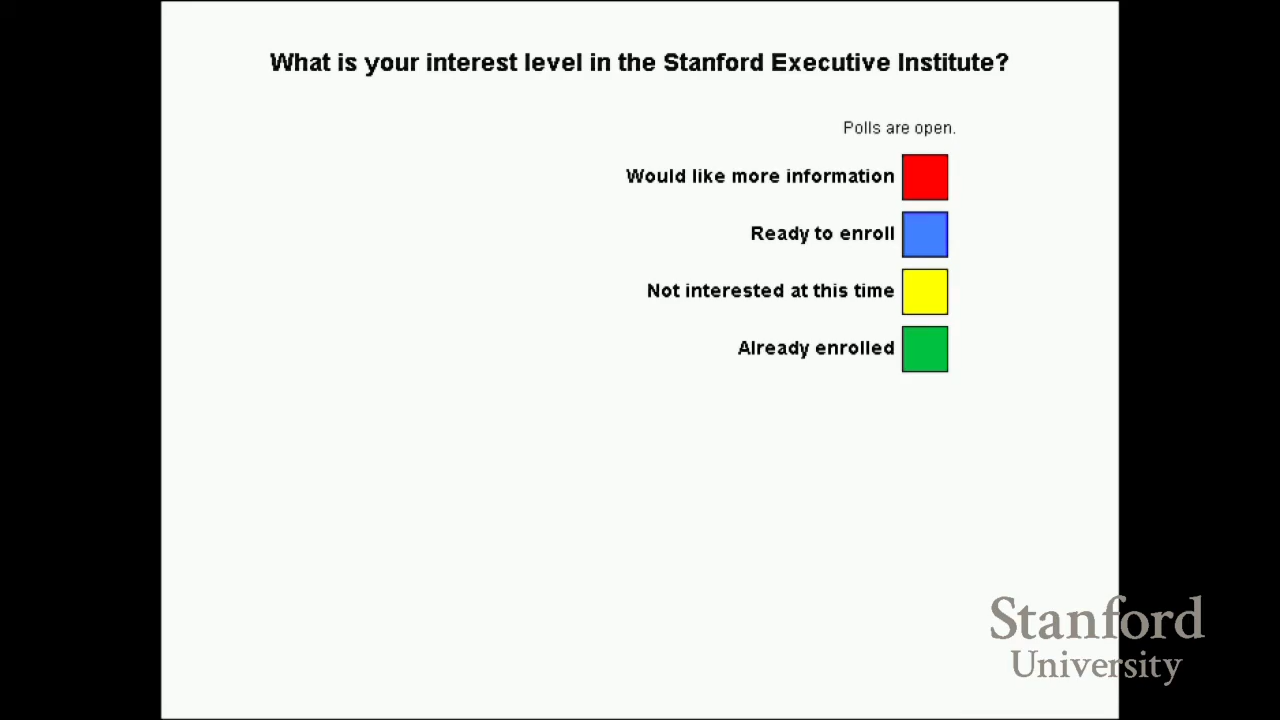 What is your interest level in the Stanford Executive Institute?
Polls are open.
Would like more information
Ready to enroll
Not interested at this time
Already enrolled
Stanford
University